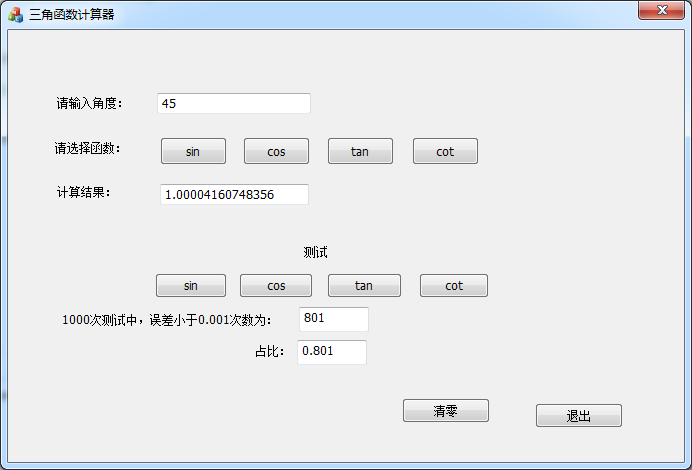 三角函数计算器
请输入角度： 45
请选择函数： sin cos tan cot
计算结果： 1.00004160748356
测试
sin cos tan cot
1000次测试中，误差小于0.001次数为： 801
占比： 0.801
清零 退出